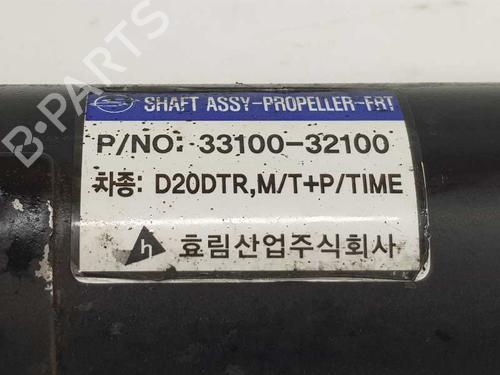 SHAFT ASSY-PROPELLER-FRT
P/NO: 33100-32100
차종: D20DTR,M/T+P/TIME
h 효림산업주식회사
B-PARTS